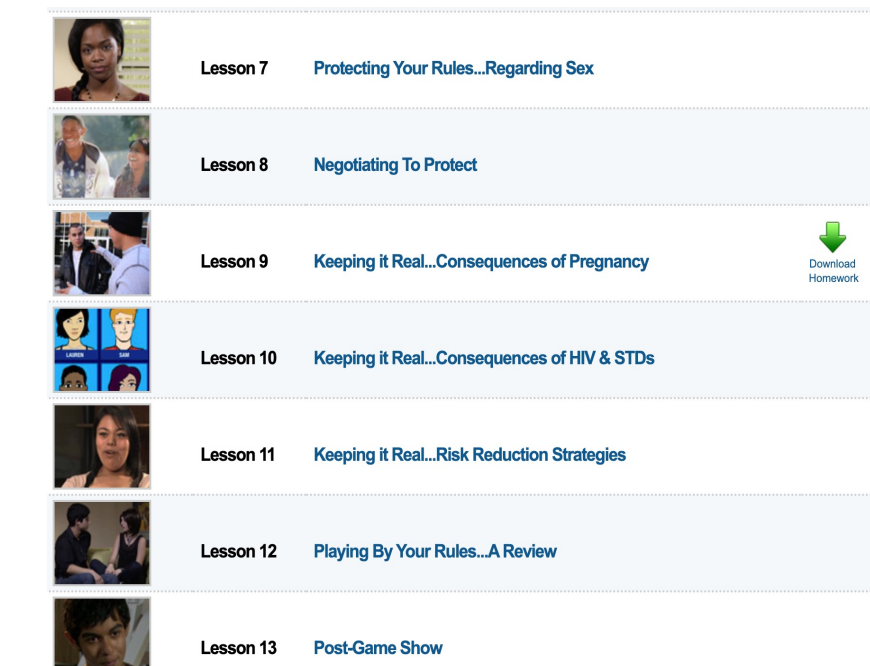 Lesson 7 Protecting Your Rules...Regarding Sex
Lesson 8 Negotiating To Protect
Lesson 9 Keeping it Real...Consequences of Pregnancy
Download
Homework
LAUREN SAM
Lesson 10 Keeping it Real...Consequences of HIV & STDs
Lesson 11 Keeping it Real...Risk Reduction Strategies
Lesson 12 Playing By Your Rules...A Review
Lesson 13 Post-Game Show